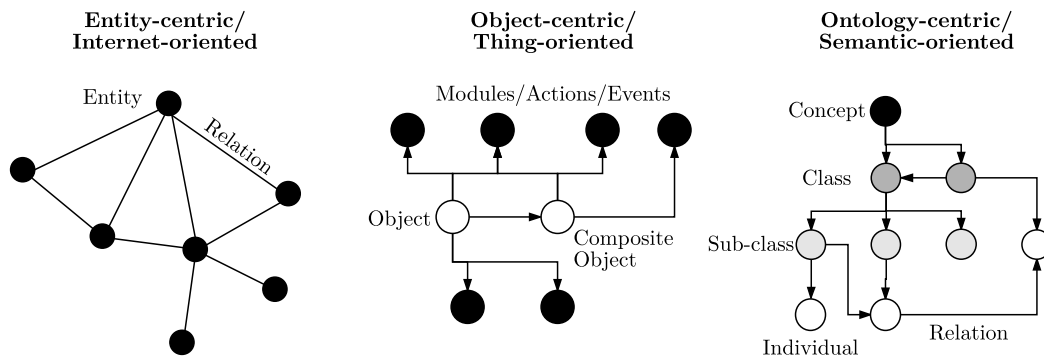 Entity-centric/
Internet-oriented
Entity
Relation
Object-centric/
Thing-oriented
Modules/Actions/Events
Object
Composite
Object
Ontology-centric/
Semantic-oriented
Concept
Class
Sub-class
Individual
Relation